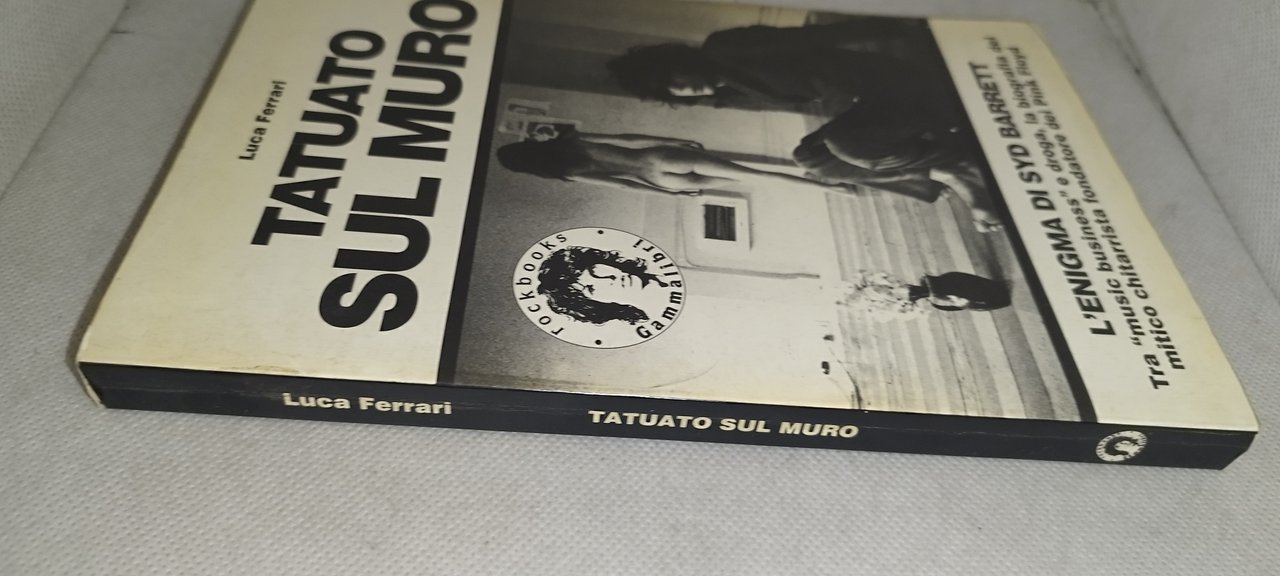 Luca Ferrari
TATUATO
SUL MURO
rockbooks
Gammalibri
L'ENIGMA DI SYD BARRETT
Tra "music business" e droga, la biografia del
mitico chitarrista fondatore dei Pink Floyd
Luca Ferrari
TATUATO SUL MURO